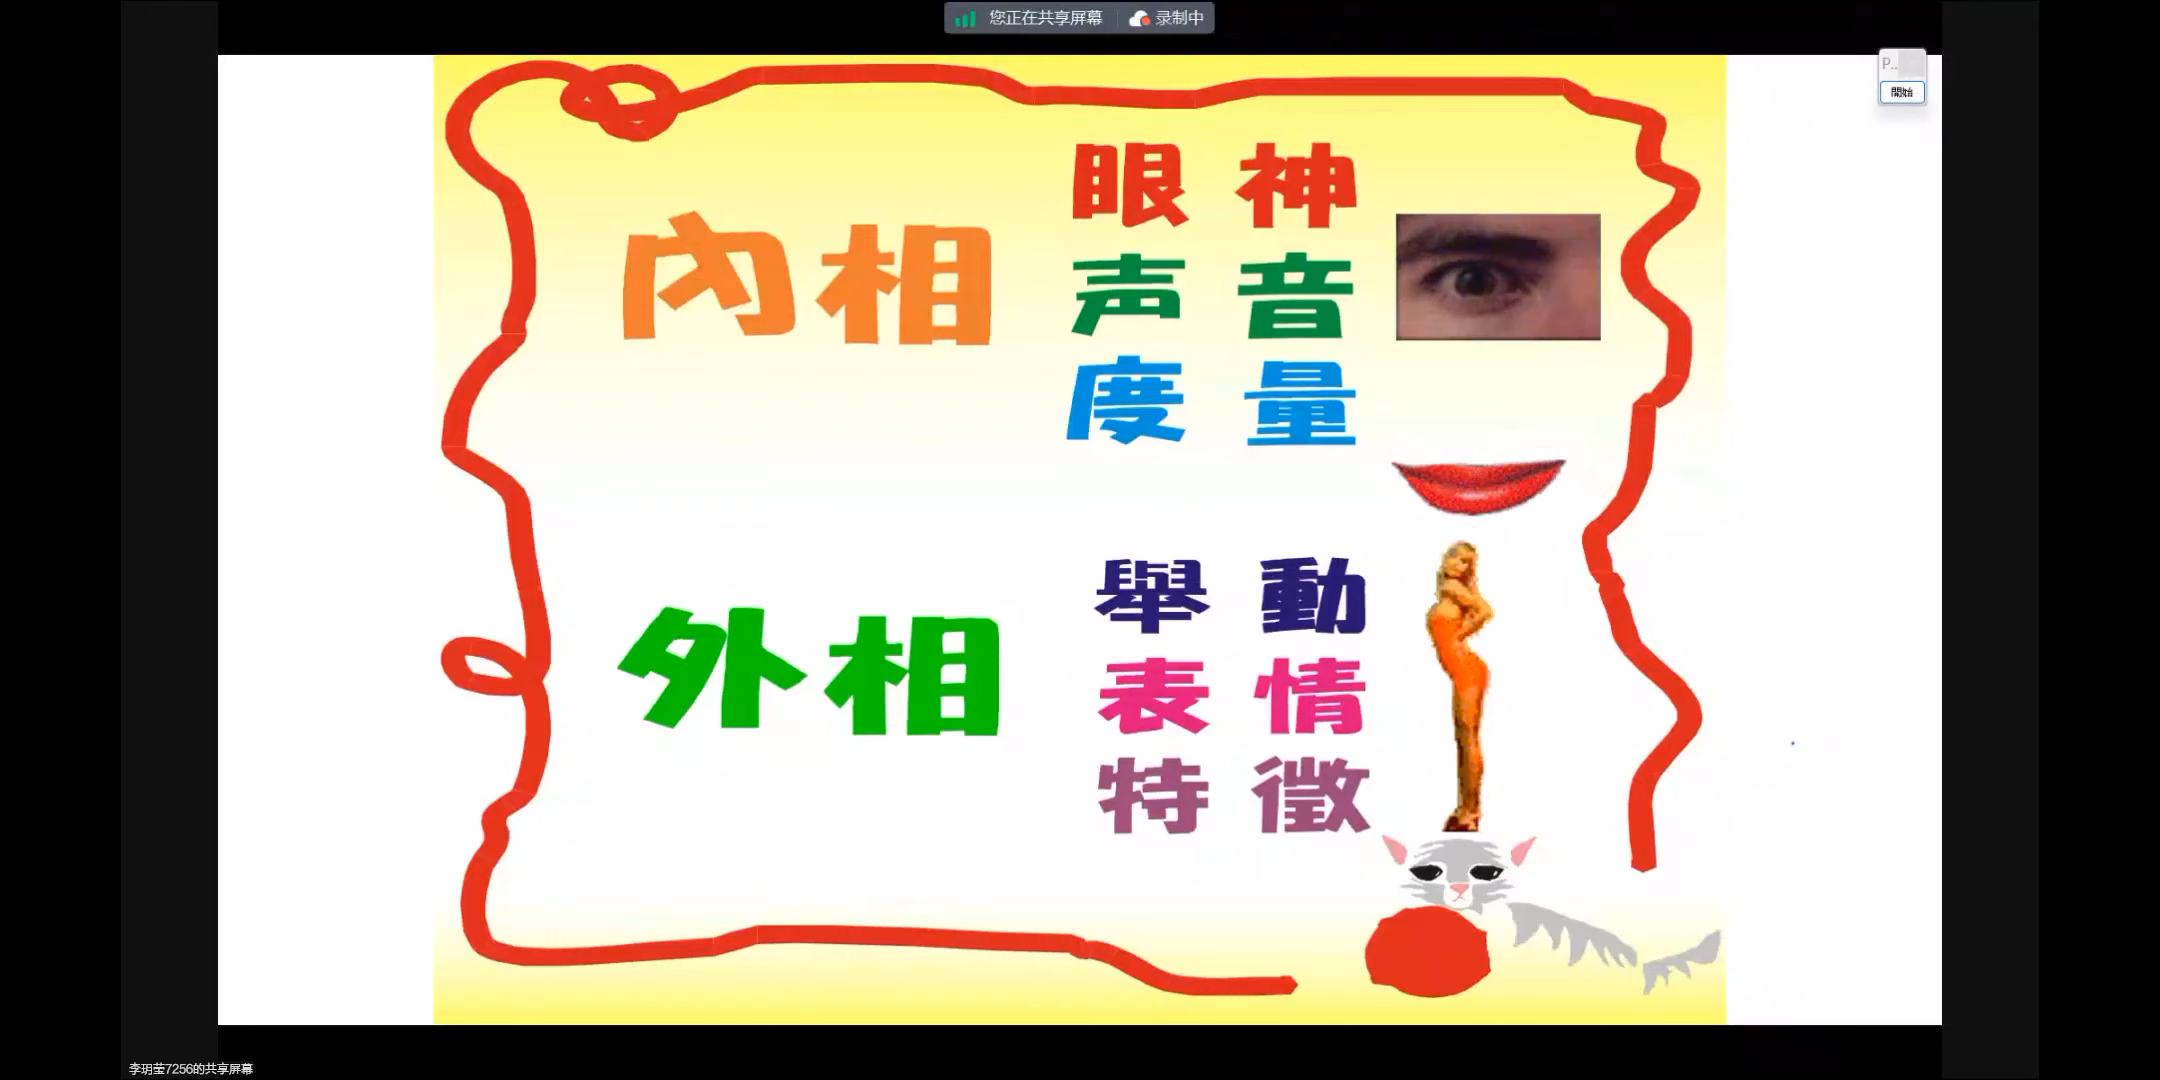 您正在共享屏幕 录制中
P..
開始
內相
眼神
声音
度量
外相
舉動
表情
特徵
李玥莹7256的共享屏幕